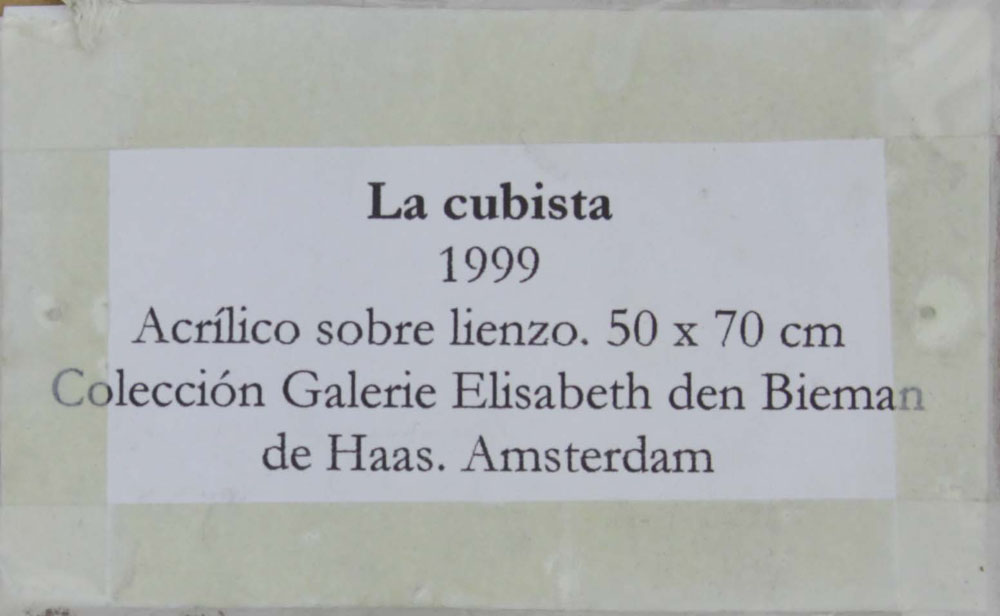 La cubista
1999
Acrílico sobre lienzo. 50 x 70 cm
Colección Galerie Elisabeth den Bieman
de Haas. Amsterdam